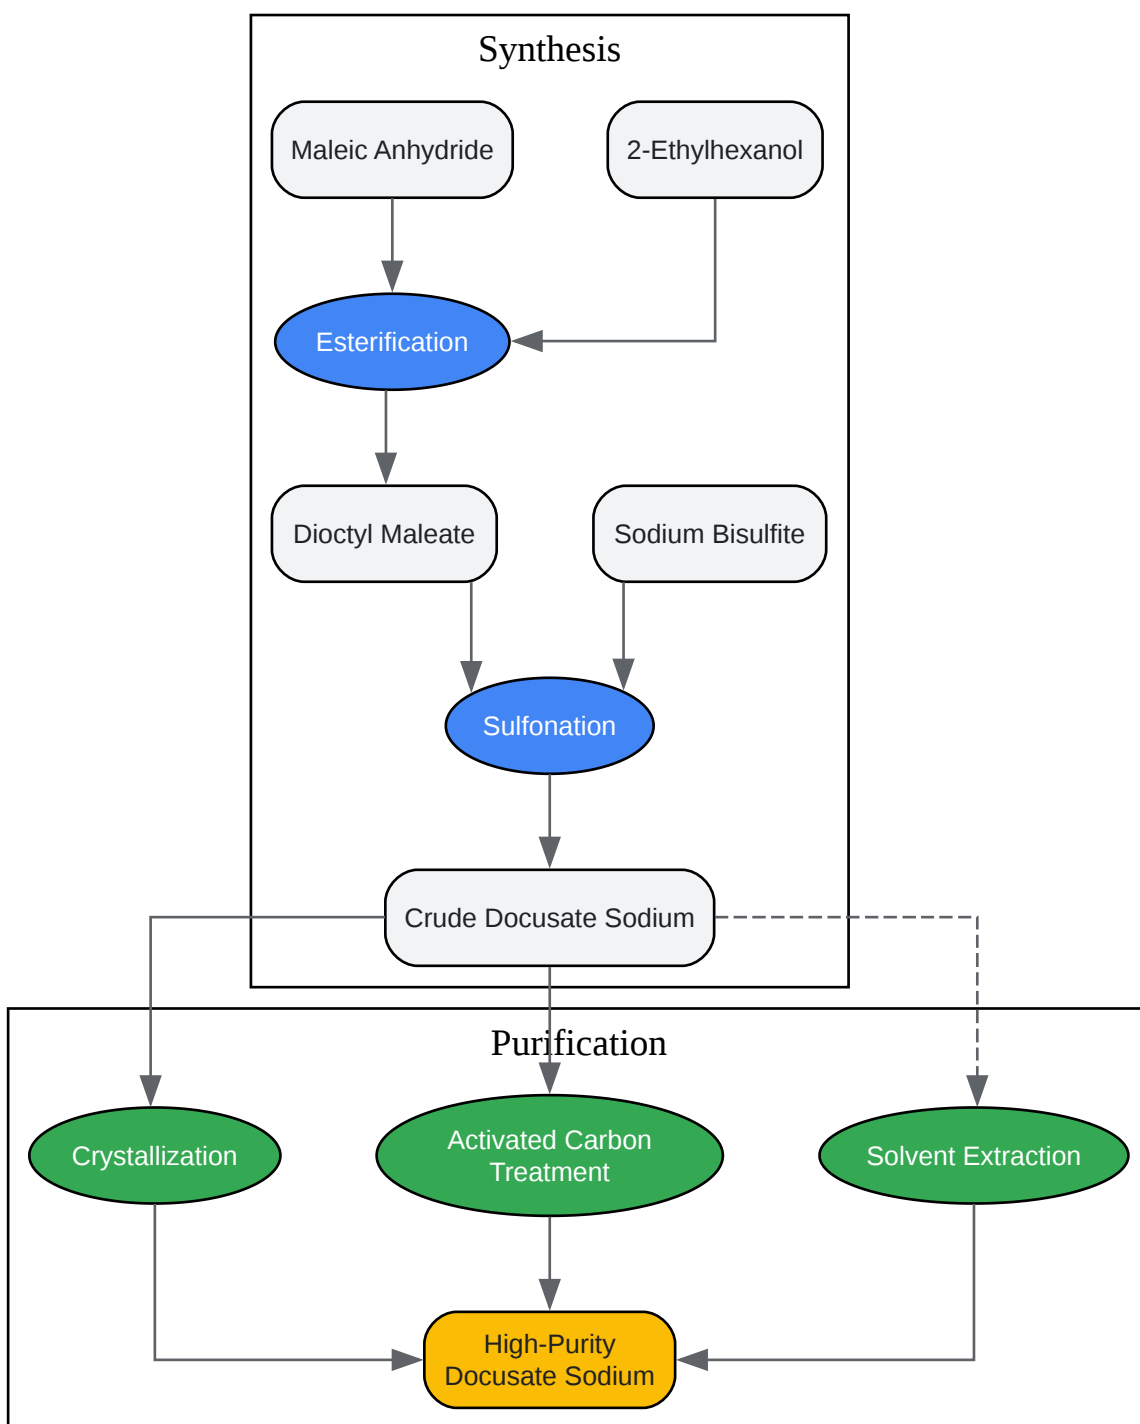 Synthesis
Maleic Anhydride
2-Ethylhexanol
Esterification
Dioctyl Maleate
Sodium Bisulfite
Sulfonation
Crude Docusate Sodium
Purification
Crystallization
Activated Carbon
Treatment
Solvent Extraction
High-Purity
Docusate Sodium